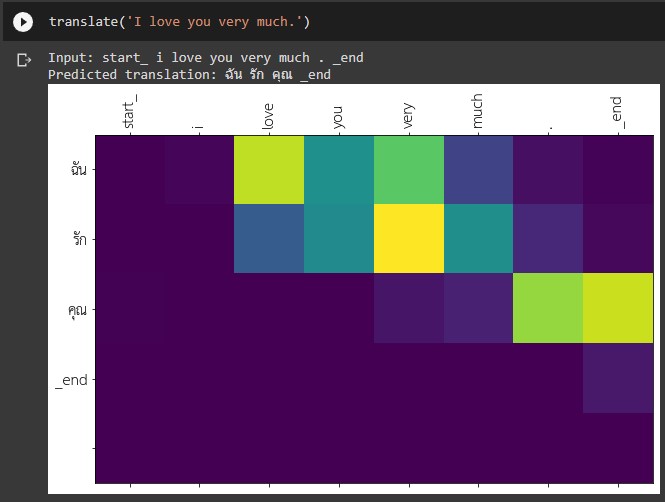 translate('I love you very much.')
Input: start_ i love you very much . _end
Predicted translation: ฉัน รัก คุณ _end
start_ i love you very much . _end
ฉัน
รัก
คุณ
_end